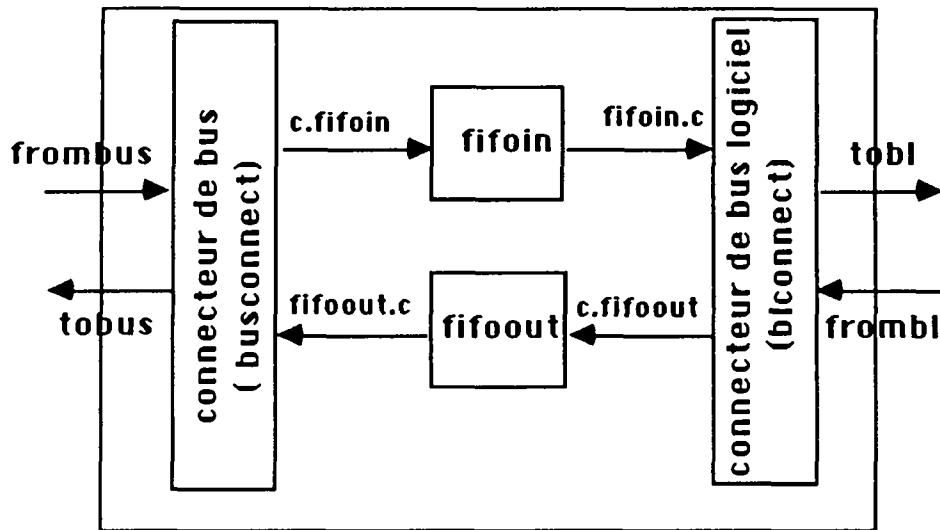 frombus
tobus
connecteur de bus
( busconnect)
c.fifoin
fifoin
fifoin.c
fifoout.c
fifoout
c.fifoout
connecteur de bus logiciel
(blconnect)
tobl
frombl